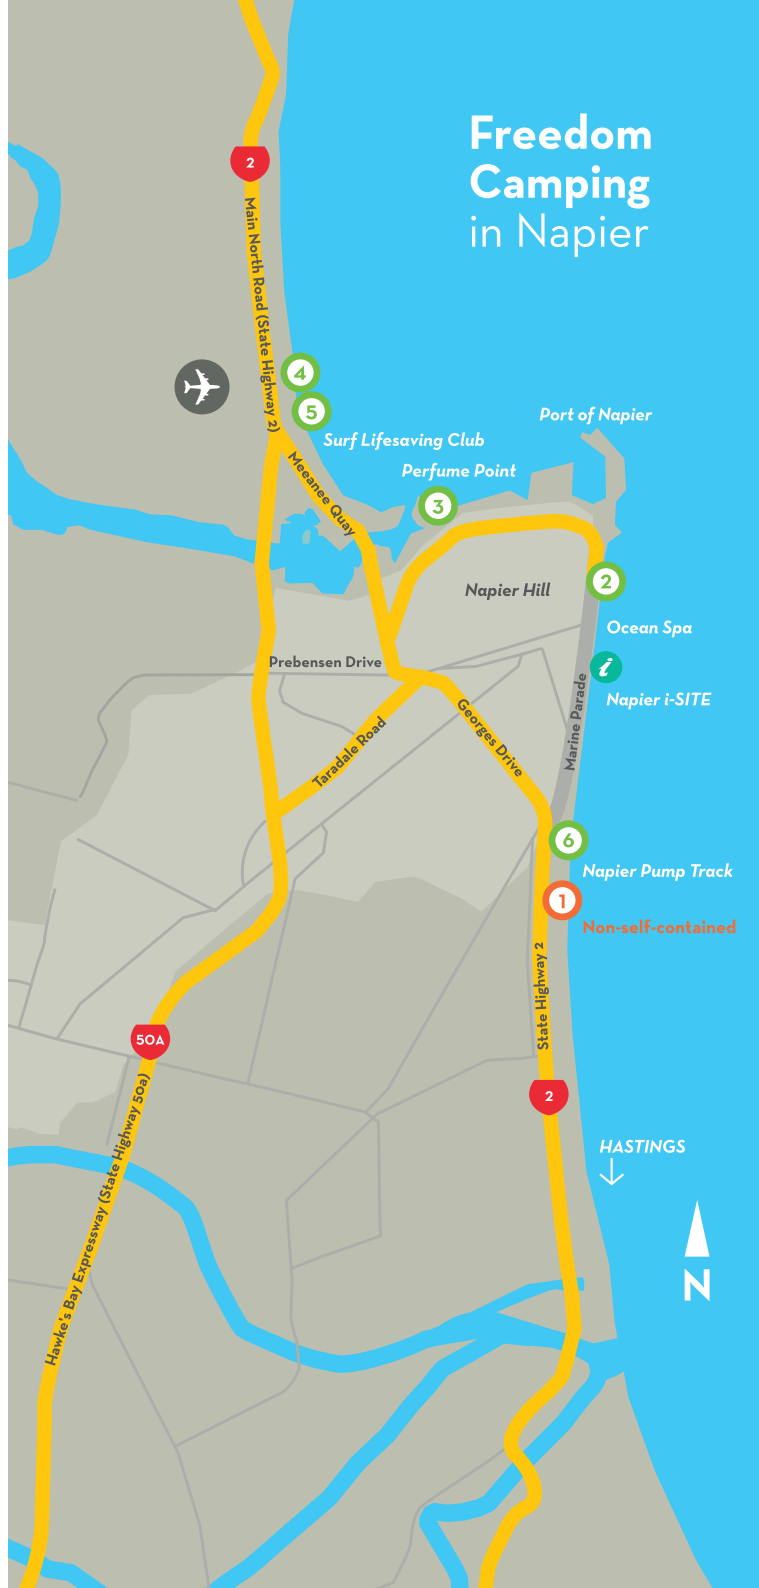 Freedom
Camping
in Napier
2
Main North Road (State Highway 2)
4
5
Surf Lifesaving Club
Port of Napier
Meeanee Quay
Perfume Point
3
2
Napier Hill
Ocean Spa
Prebensen Drive
i
Napier i-SITE
Marine Parade
Georges Drive
Taradale Road
6
Napier Pump Track
1
Non-self-contained
State Highway 2
50A
2
Hawke's Bay Expressway (State Highway 50a)
HASTINGS
N